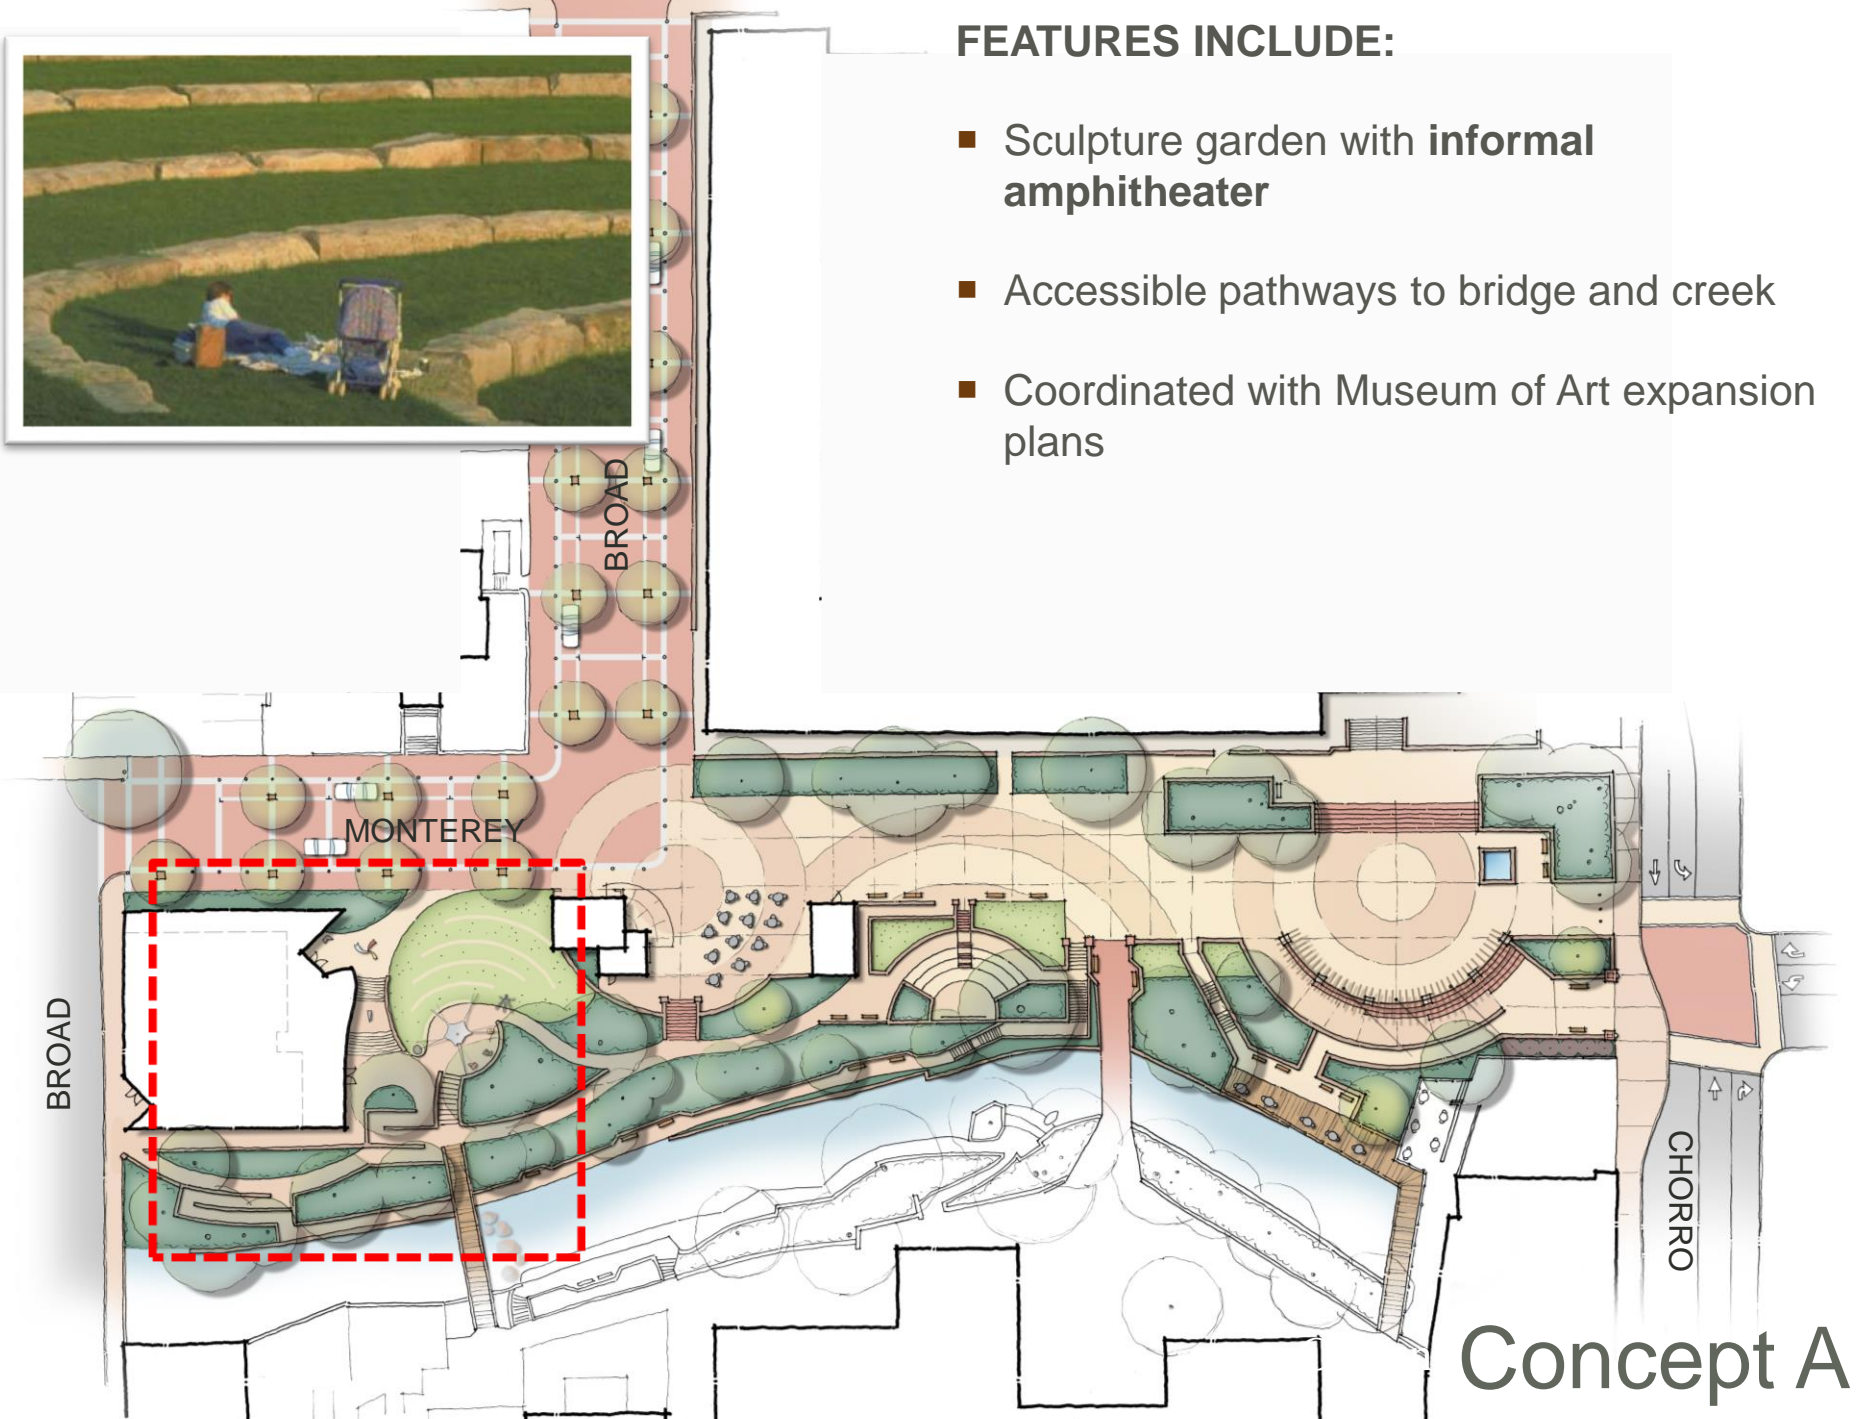 FEATURES INCLUDE:
Sculpture garden with informal
amphitheater
Accessible pathways to bridge and creek
Coordinated with Museum of Art expansion
plans
BROAD
MONTEREY
BROAD
CHORRO
Concept A